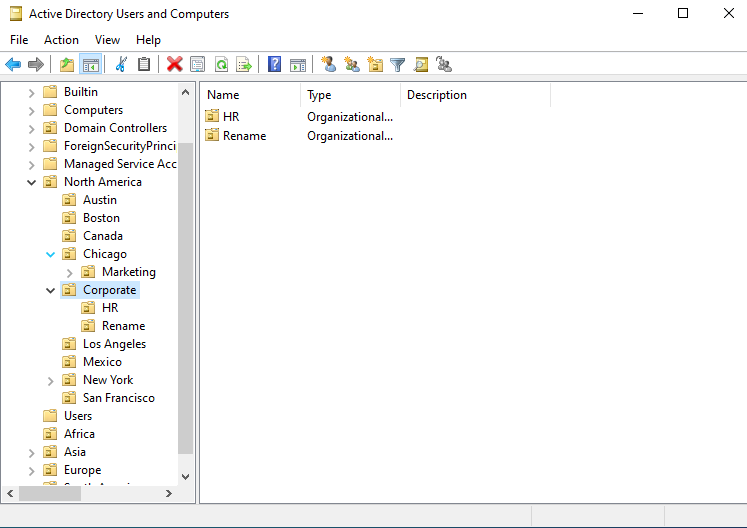 Active Directory Users and Computers
File Action View Help
Builtin
Computers
Domain Controllers
ForeignSecurityPrinci
Managed Service Acc
North America
Austin
Boston
Canada
Chicago
Marketing
Corporate
HR
Rename
Los Angeles
Mexico
New York
San Francisco
Users
Africa
Asia
Europe
Name Type Description
HR Organizational...
Rename Organizational...